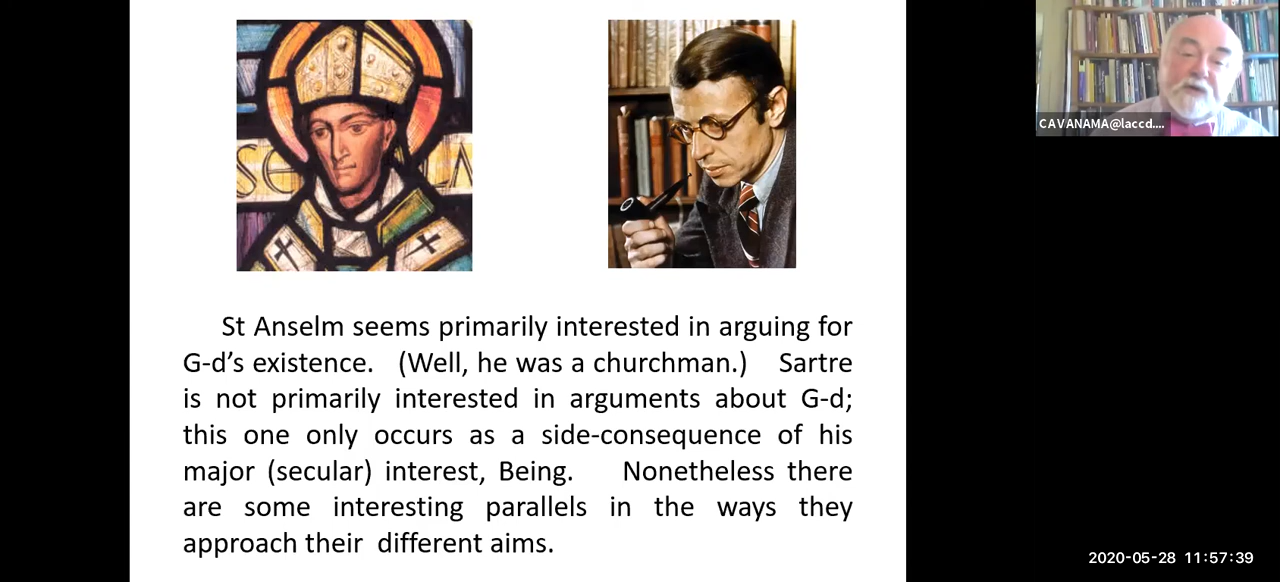 SE
LA
CAVANAMA@laccd....
St Anselm seems primarily interested in arguing for
G-d’s existence. (Well, he was a churchman.) Sartre
is not primarily interested in arguments about G-d;
this one only occurs as a side-consequence of his
major (secular) interest, Being. Nonetheless there
are some interesting parallels in the ways they
approach their different aims.
2020-05-28 11:57:39